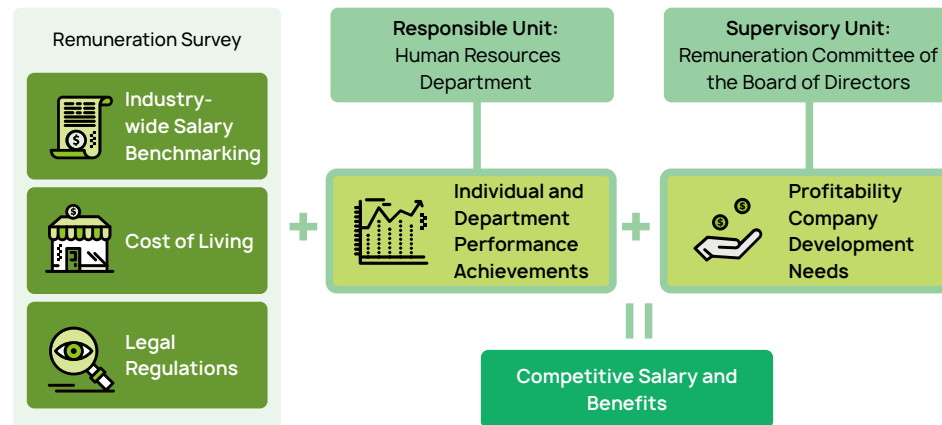 Remuneration Survey
Industry-
wide Salary
Benchmarking
Cost of Living
Legal
Regulations
Responsible Unit:
Human Resources
Department
Individual and
Department
Performance
Achievements
Supervisory Unit:
Remuneration Committee of
the Board of Directors
Profitability
Company
Development
Needs
Competitive Salary and
Benefits